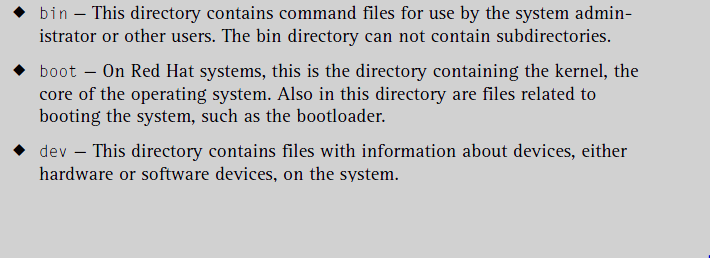 ◆ bin — This directory contains command files for use by the system admin-
istrator or other users. The bin directory can not contain subdirectories.
◆ boot — On Red Hat systems, this is the directory containing the kernel, the
core of the operating system. Also in this directory are files related to
booting the system, such as the bootloader.
◆ dev — This directory contains files with information about devices, either
hardware or software devices, on the system.